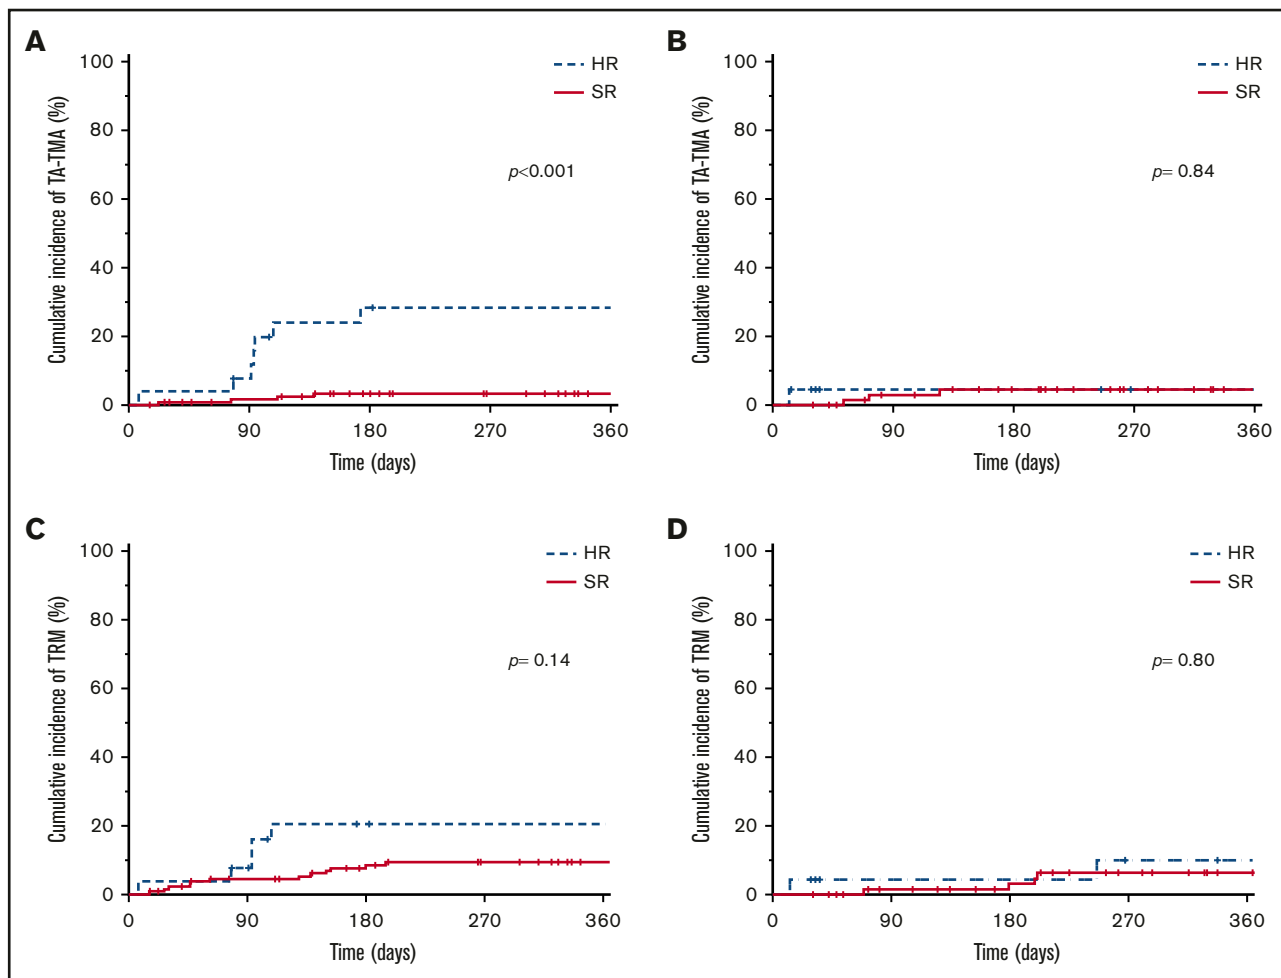 A
Cumulative incidence of TA-TMA (%)
100
80
60
40
20
0
HR
SR
p<0.001
0 90 180 270 360
Time (days)
B
Cumulative incidence of TA-TMA (%)
100
80
60
40
20
0
HR
SR
p= 0.84
0 90 180 270 360
Time (days)
C
Cumulative incidence of TRM (%)
100
80
60
40
20
0
HR
SR
p= 0.14
0 90 180 270 360
Time (days)
D
Cumulative incidence of TRM (%)
100
80
60
40
20
0
HR
SR
p= 0.80
0 90 180 270 360
Time (days)